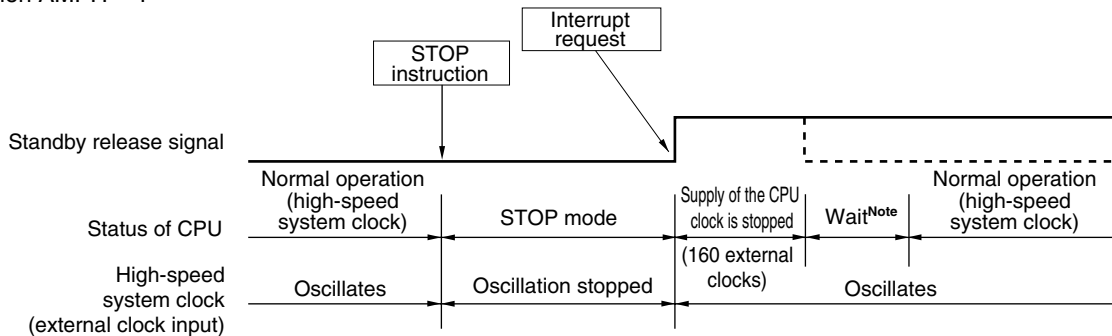 Interrupt
request
STOP
instruction
Standby release signal
Normal operation
(high-speed
system clock)
Supply of the CPU
clock is stopped
Normal operation
(high-speed
system clock)
Status of CPU
STOP mode
WaitNote
(160 external
clocks)
High-speed
system clock
(external clock input)
Oscillates
Oscillation stopped
Oscillates